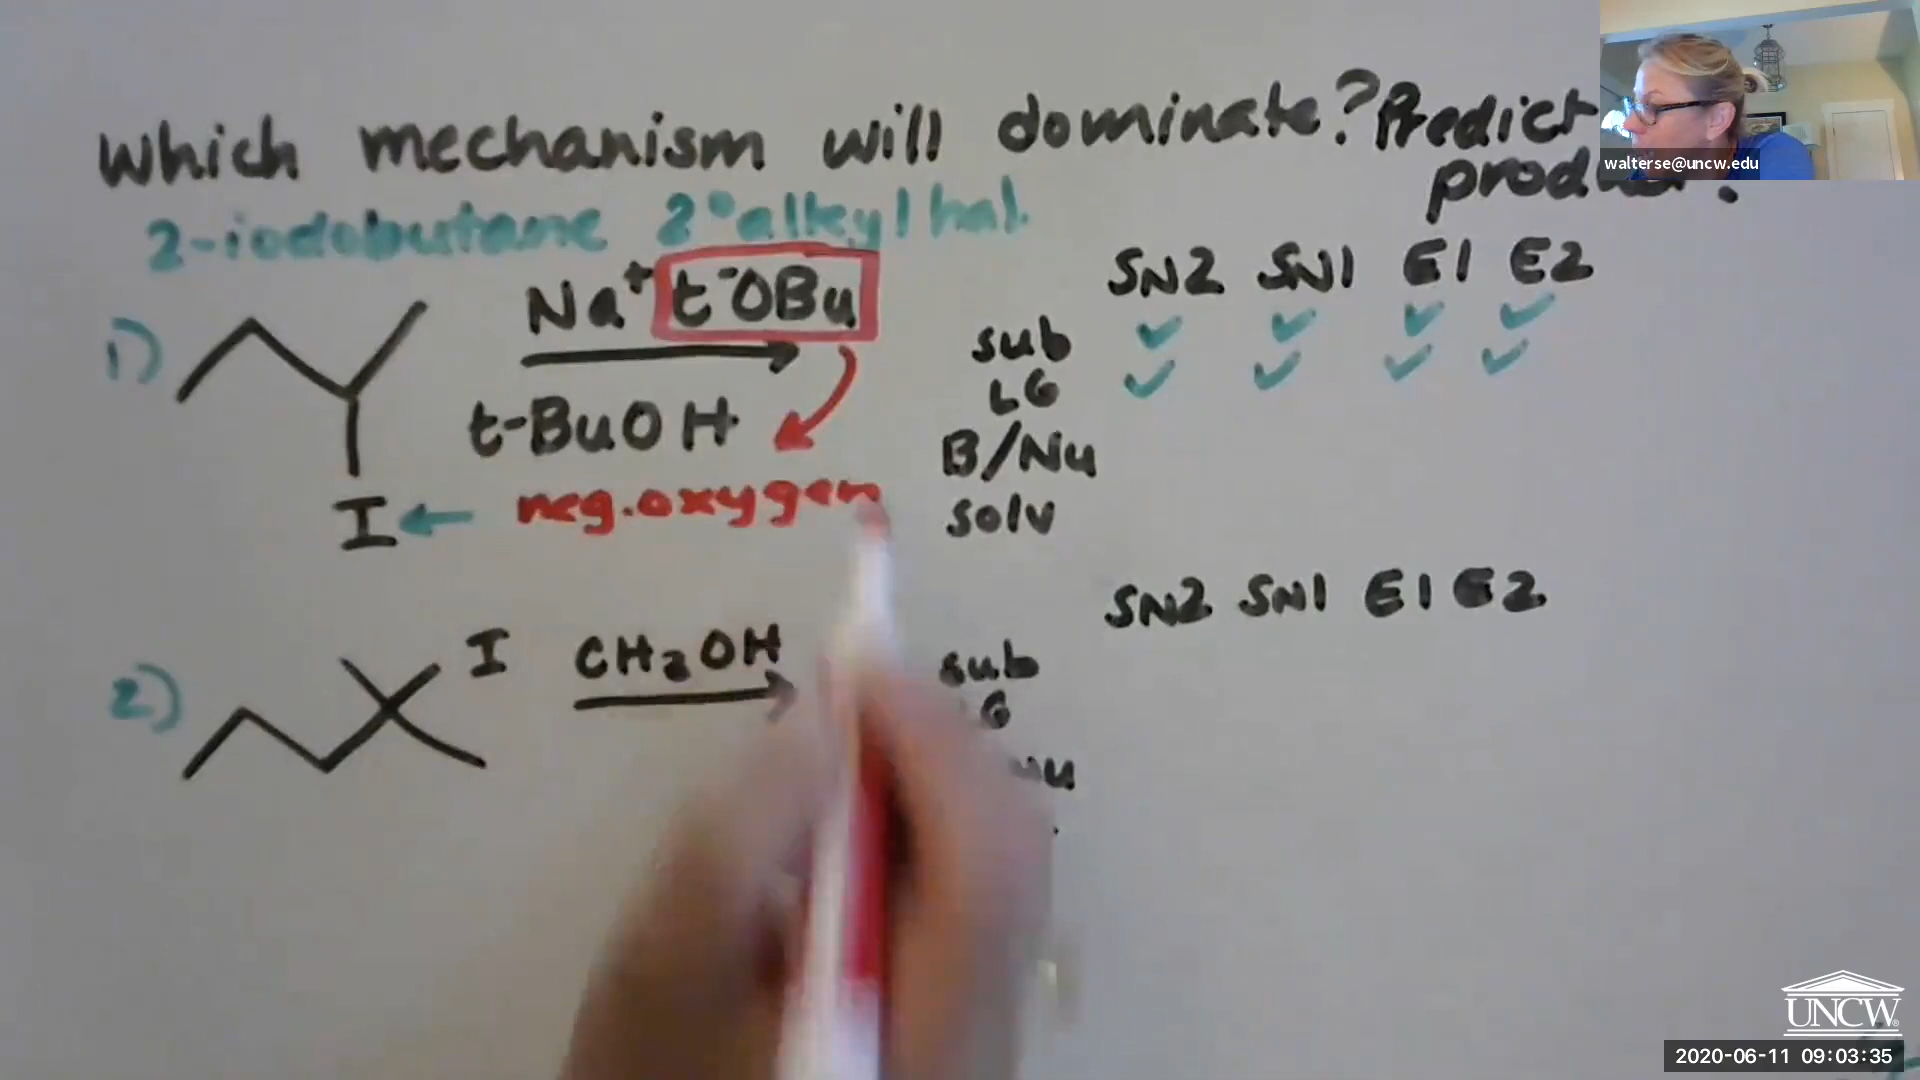 which mechanism will dominate? Predict
walterse@uncw.edu
2-iodobutane 2° alkyl hal.
SN2 SN1 E1 E2
1)
Na+ t-OBu
sub ✓ ✓ ✓ ✓
LG ✓ ✓ ✓ ✓
t-BuOH
B/Nu
I ← neg. oxygen
solv
SN2 SN1 E1 E2
2)
I
CH3OH
sub
UNCW
2020-06-11 09:03:35